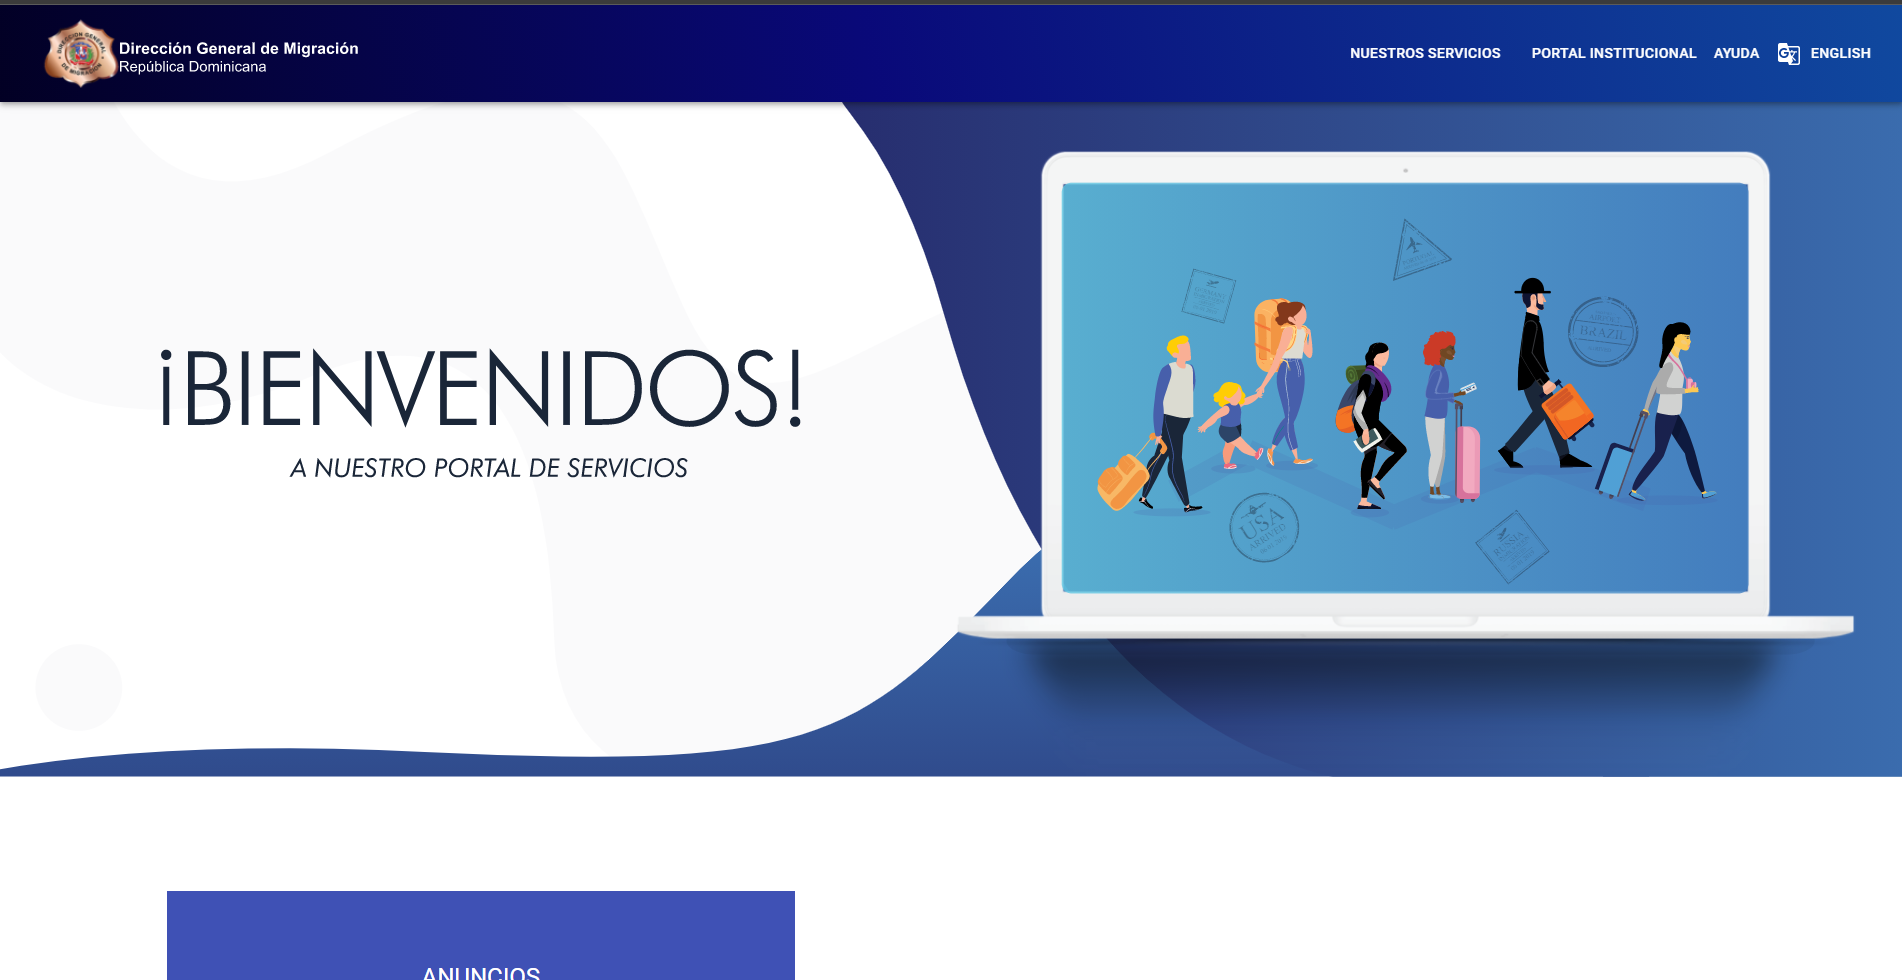 Dirección General de Migración
República Dominicana
NUESTROS SERVICIOS
PORTAL INSTITUCIONAL
AYUDA
ENGLISH
¡BIENVENIDOS!
A NUESTRO PORTAL DE SERVICIOS
BRAZIL
USA
ARRIVED
RUSSIA
ANUNCIOS